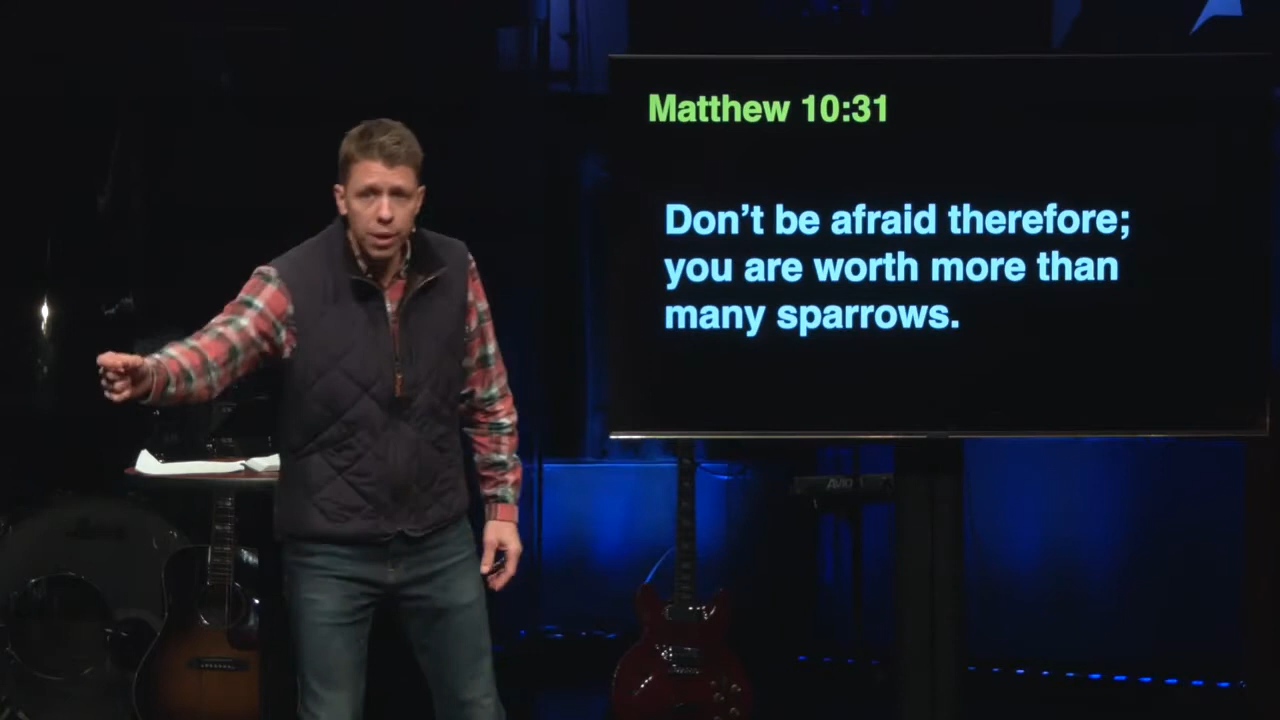 Matthew 10:31
Don’t be afraid therefore;
you are worth more than
many sparrows.